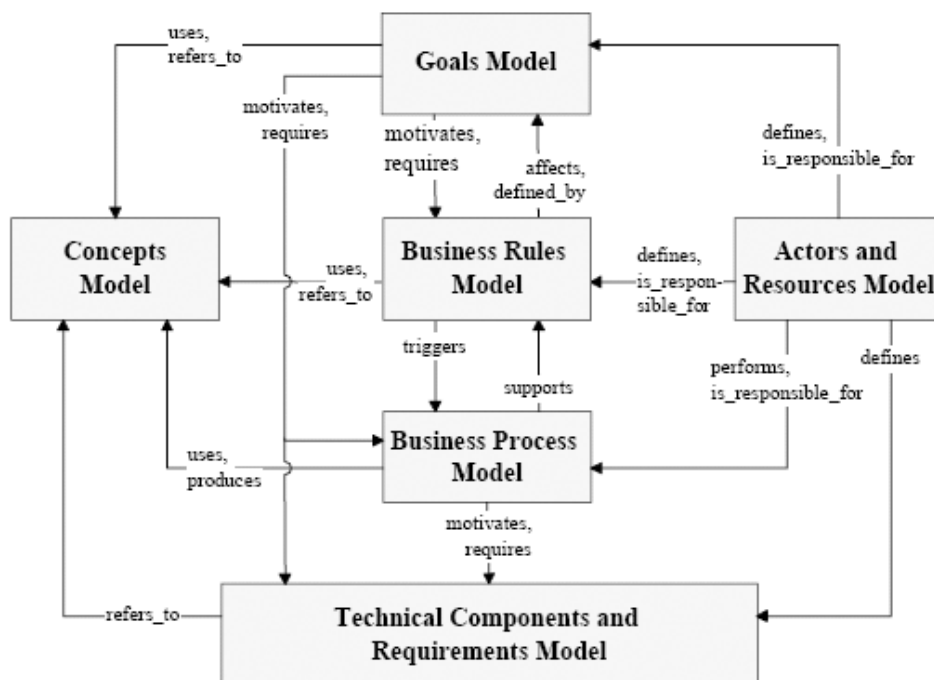 Goals Model
uses,
refers_to
motivates,
requires
motivates,
requires
affects,
defined_by
defines,
is_responsible_for
Concepts
Model
uses,
refers_to
Business Rules
Model
defines,
is_respon-
sible_for
Actors and
Resources Model
triggers
supports
performs,
is_responsible_for
defines
uses,
produces
Business Process
Model
motivates,
requires
refers_to
Technical Components and
Requirements Model